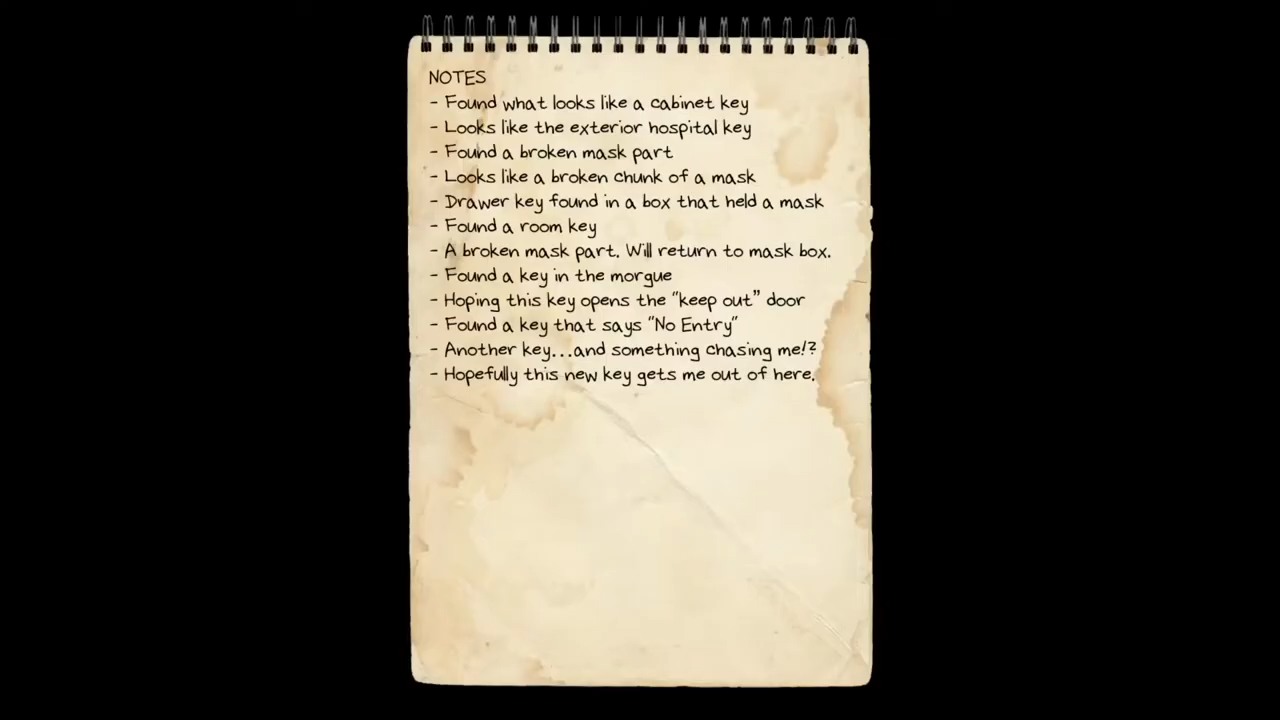 NOTES
- Found what looks like a cabinet key
- Looks like the exterior hospital key
- Found a broken mask part
- Looks like a broken chunk of a mask
- Drawer key found in a box that held a mask
- Found a room key
- A broken mask part. Will return to mask box.
- Found a key in the morgue
- Hoping this key opens the “keep out” door
- Found a key that says “No Entry”
- Another key...and something chasing me!?
- Hopefully this new key gets me out of here.